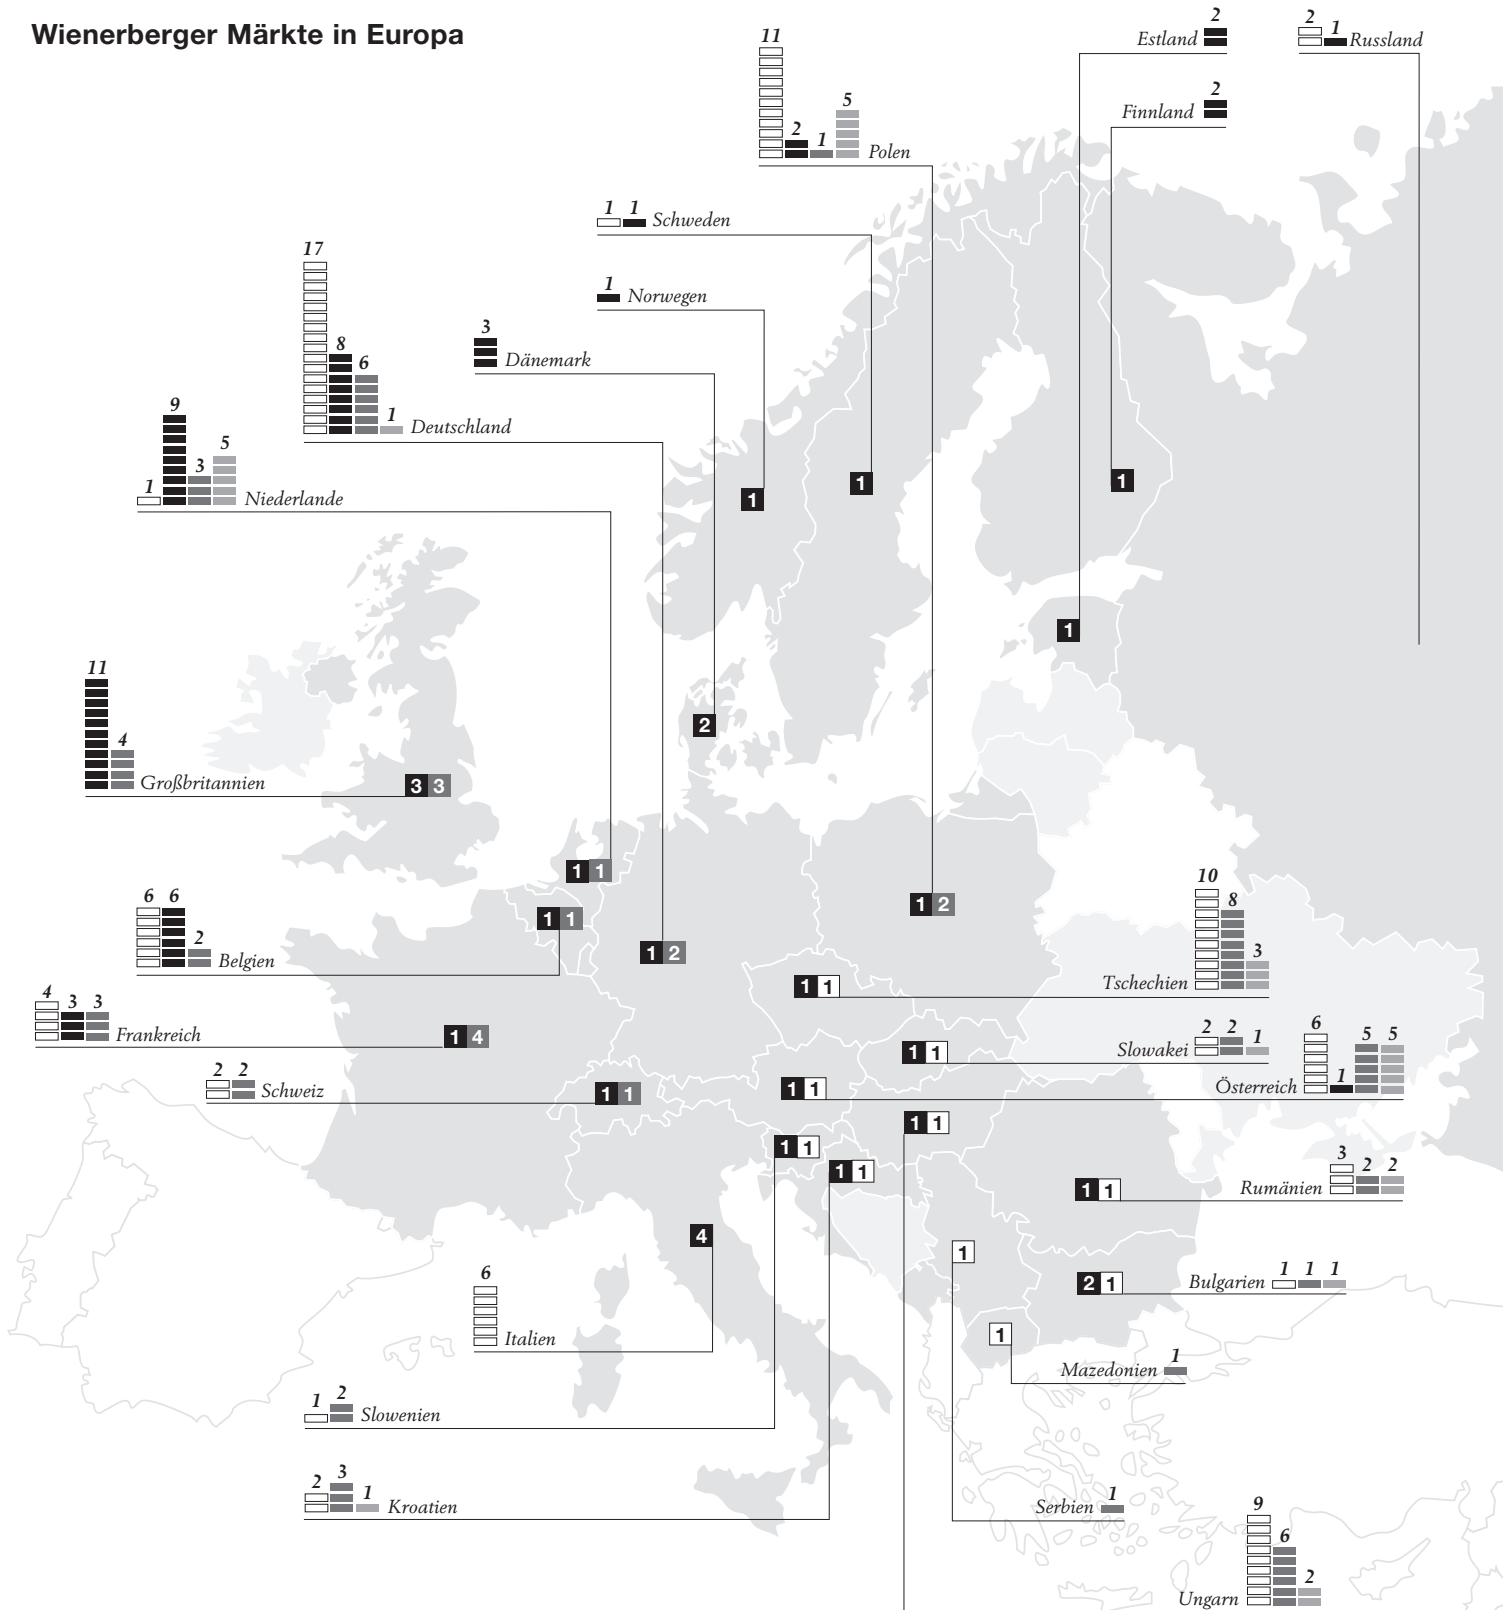 Wienerberger Märkte in Europa
2
Estland
2 1
Russland
11 2 1 5
Polen
2
Finnland
1 1
Schweden
17 8 6 1
Deutschland
1
Norwegen
3
Dänemark
1 9 3 5
Niederlande
1
1
1
1
11 4
Großbritannien
2
3 3
1 1
6 6 2
Belgien
1 1
1 2
1 2
10 8 3
Tschechien
1 1
4 3 3
Frankreich
1 4
2 2 1
Slowakei
1 1
6 1 5 5
Österreich
1 1
2 2
Schweiz
1 1
1 1
1 1
1 1
3 2 2
Rumänien
1 1
4
1
6
Italien
2 1
1 1 1
Bulgarien
1
1
Mazedonien
1 2
Slowenien
2 3 1
Kroatien
1
Serbien
9 6 2
Ungarn